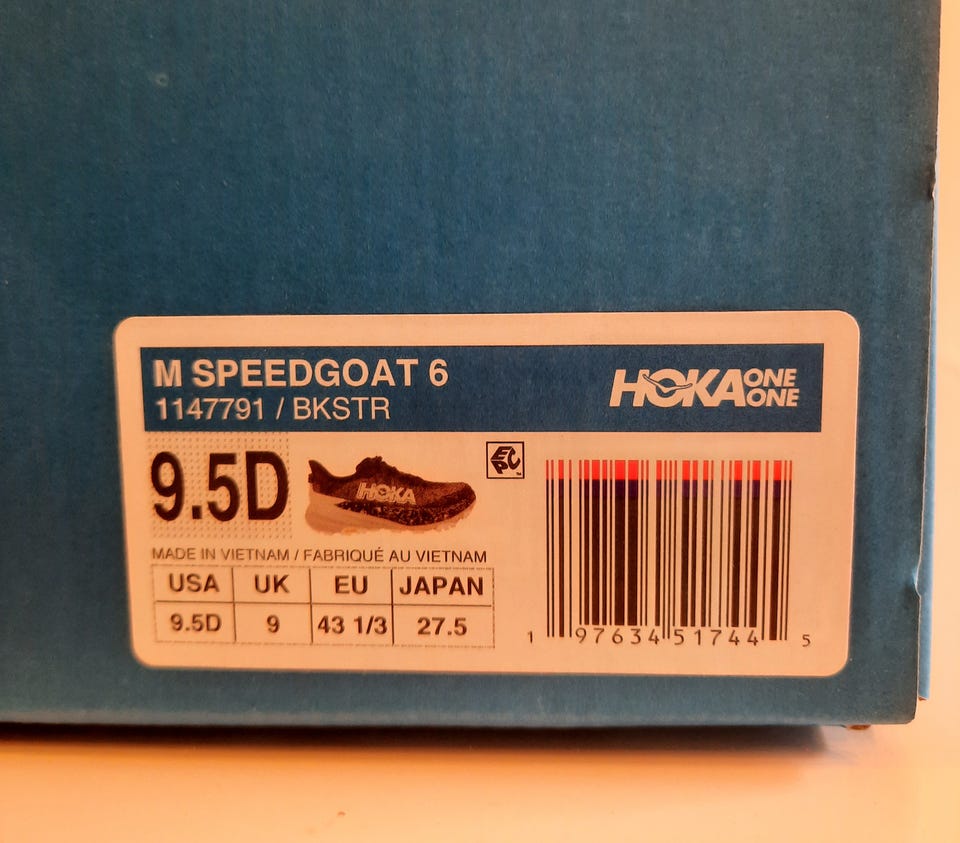 M SPEEDGOAT 6
1147791 / BKSTR
HOKA ONE ONE
9.5D
HOKA
EPC
MADE IN VIETNAM / FABRIQUÉ AU VIETNAM
USA UK EU JAPAN
9.5D 9 43 1/3 27.5
1 97634 51744 5